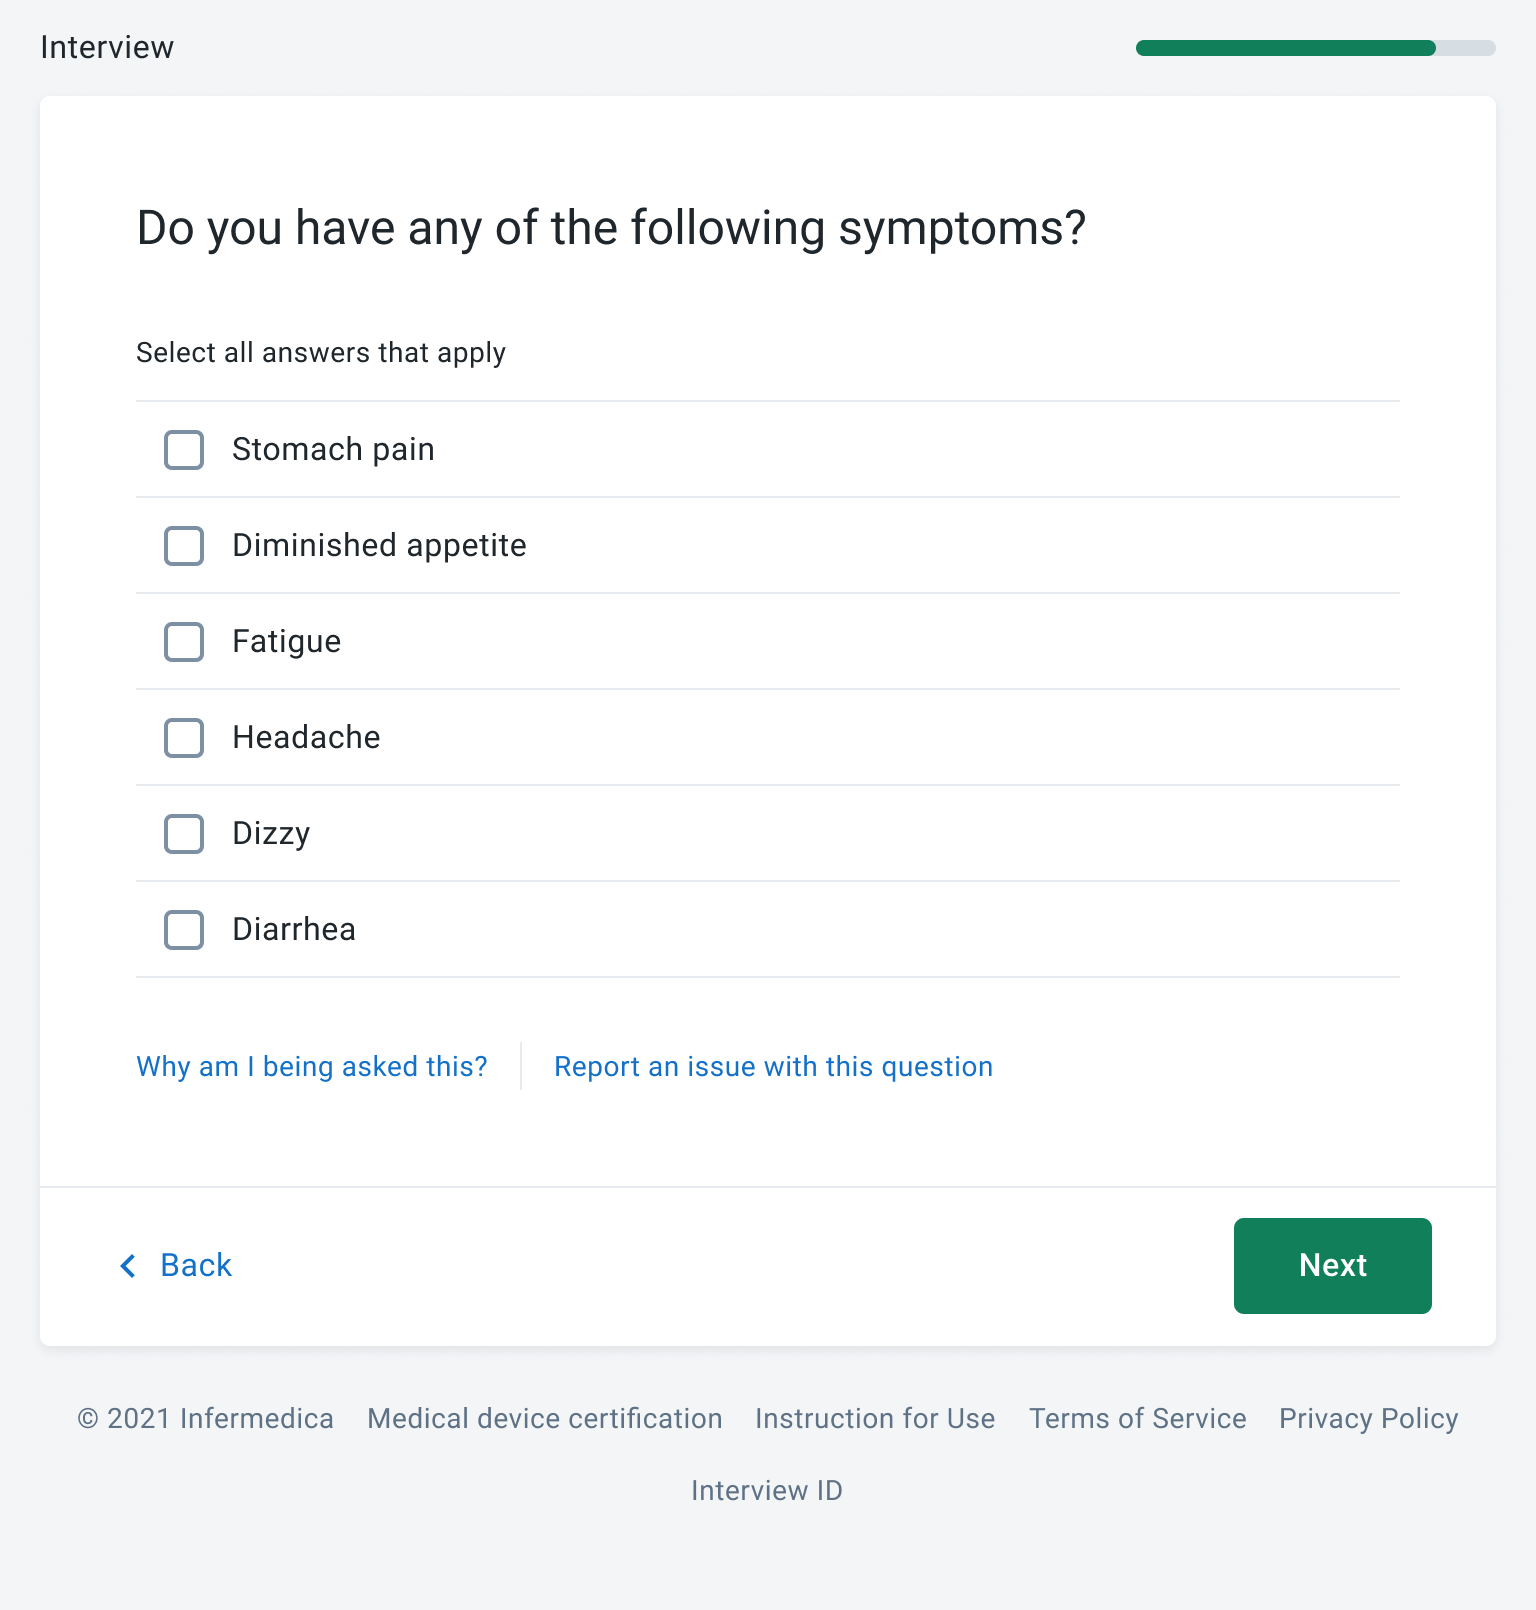 Interview
Do you have any of the following symptoms?
Select all answers that apply
Stomach pain
Diminished appetite
Fatigue
Headache
Dizzy
Diarrhea
Why am I being asked this?
Report an issue with this question
Back
Next
© 2021 Infermedica Medical device certification Instruction for Use Terms of Service Privacy Policy
Interview ID